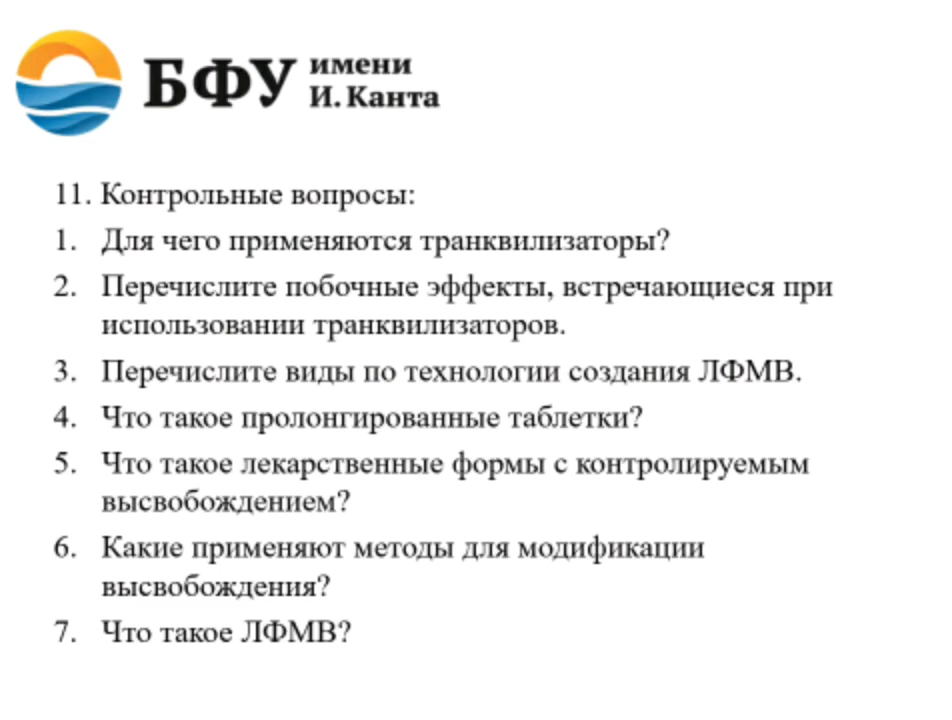 БФУ имени
И. Канта
11. Контрольные вопросы:
1. Для чего применяются транквилизаторы?
2. Перечислите побочные эффекты, встречающиеся при
использовании транквилизаторов.
3. Перечислите виды по технологии создания ЛФМВ.
4. Что такое пролонгированные таблетки?
5. Что такое лекарственные формы с контролируемым
высвобождением?
6. Какие применяют методы для модификации
высвобождения?
7. Что такое ЛФМВ?